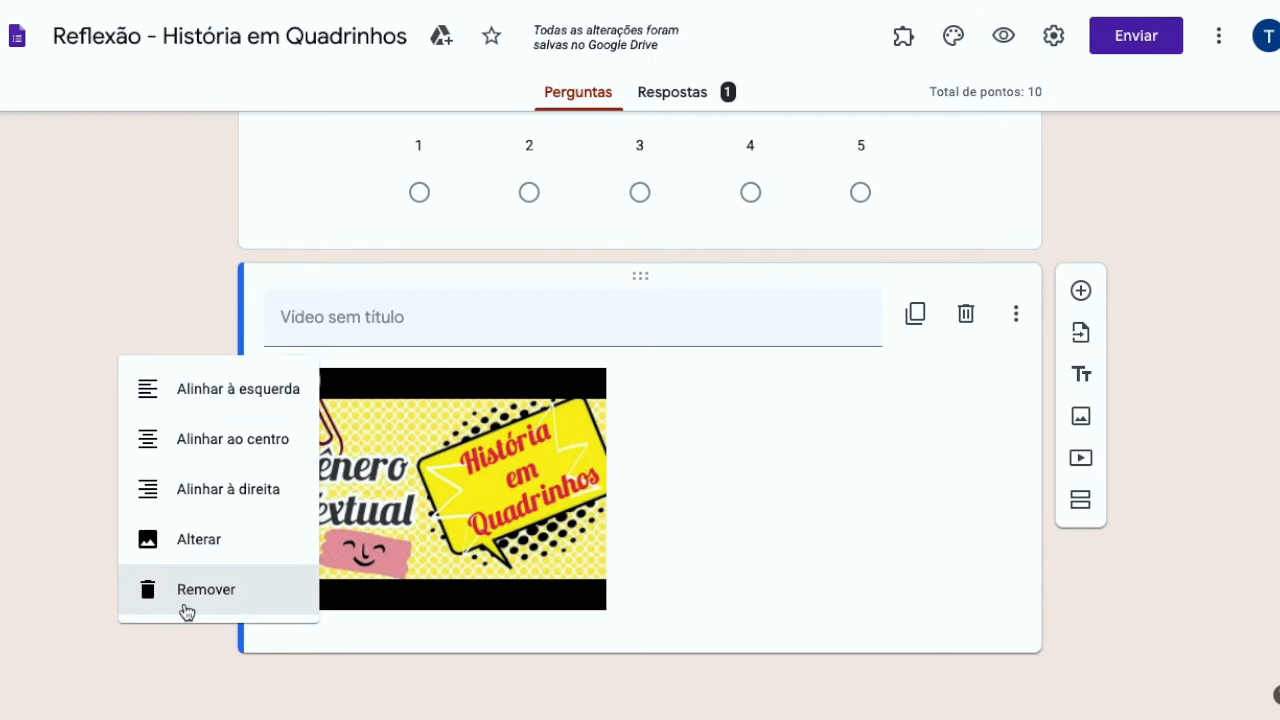 Reflexão - História em Quadrinhos
Todas as alterações foram
salvas no Google Drive
Enviar
T
Perguntas
Respostas 1
Total de pontos: 10
1 2 3 4 5
Vídeo sem título
Alinhar à esquerda
Alinhar ao centro
Alinhar à direita
Alterar
Remover
ênero
extual
História
em
Quadrinhos